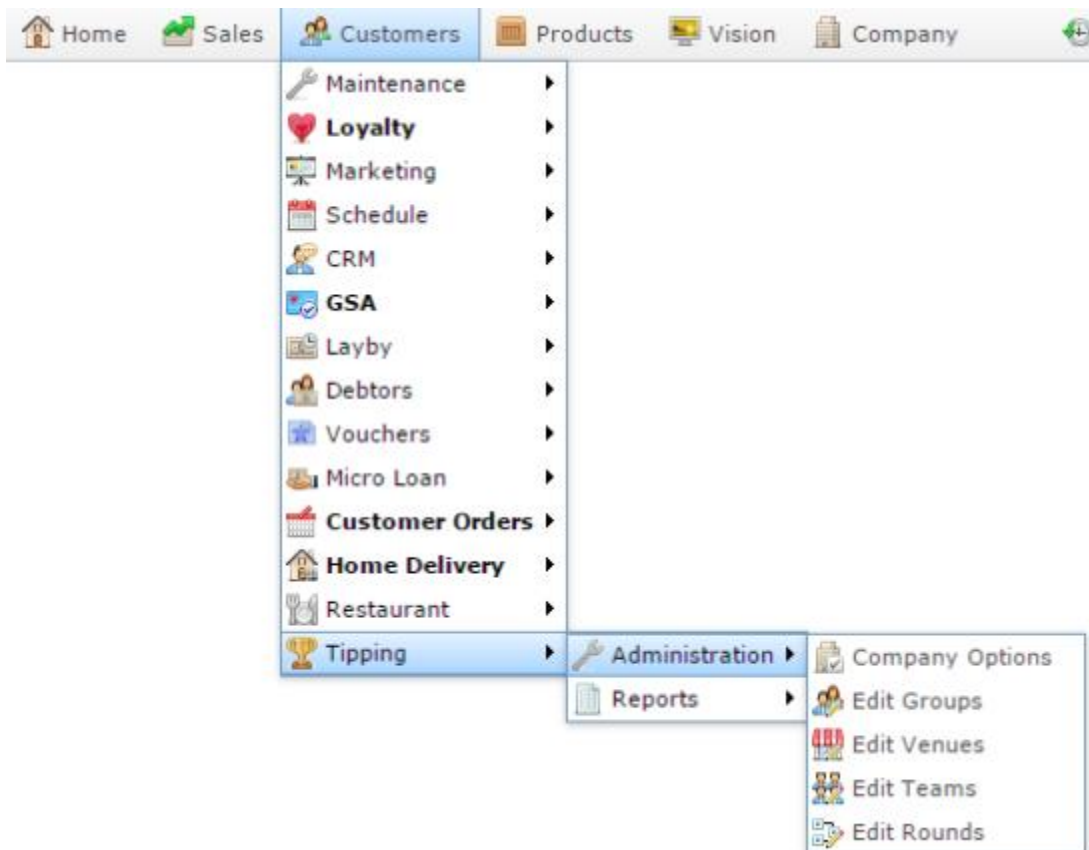 Home Sales Customers Products Vision Company
Maintenance
Loyalty
Marketing
Schedule
CRM
GSA
Layby
Debtors
Vouchers
Micro Loan
Customer Orders
Home Delivery
Restaurant
Tipping Administration Company Options
Reports Edit Groups
Edit Venues
Edit Teams
Edit Rounds